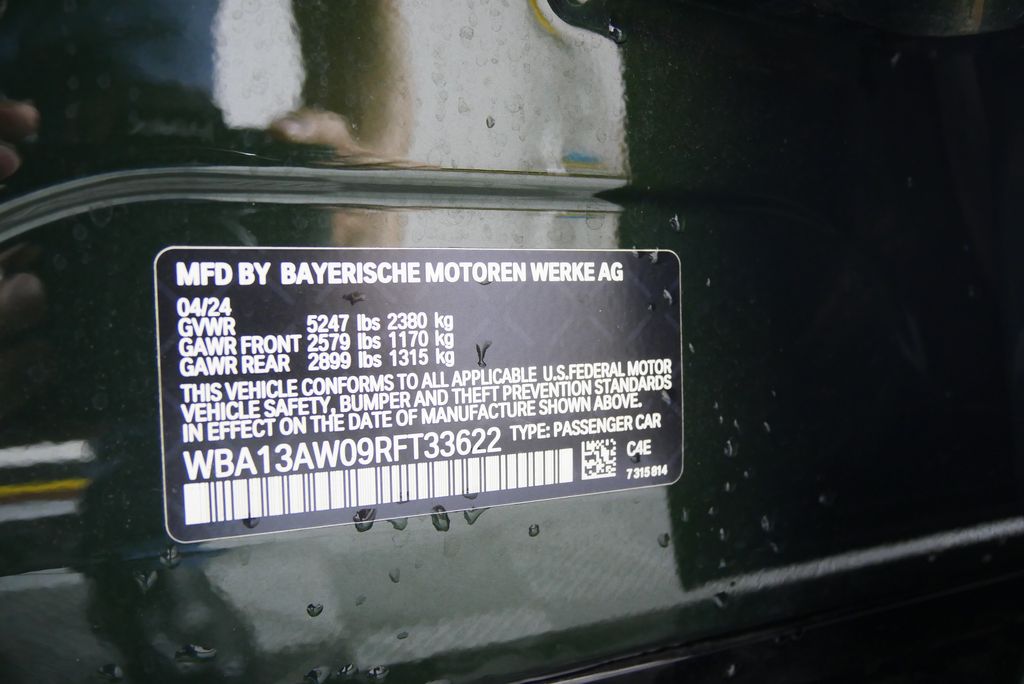 MFD BY BAYERISCHE MOTOREN WERKE AG
04/24
GVWR 5247 lbs 2380 kg
GAWR FRONT 2579 lbs 1170 kg
GAWR REAR 2899 lbs 1315 kg
THIS VEHICLE CONFORMS TO ALL APPLICABLE U.S.FEDERAL MOTOR
VEHICLE SAFETY, BUMPER AND THEFT PREVENTION STANDARDS
IN EFFECT ON THE DATE OF MANUFACTURE SHOWN ABOVE.
WBA13AW09RFT33622 TYPE: PASSENGER CAR
C4E
7 315 814